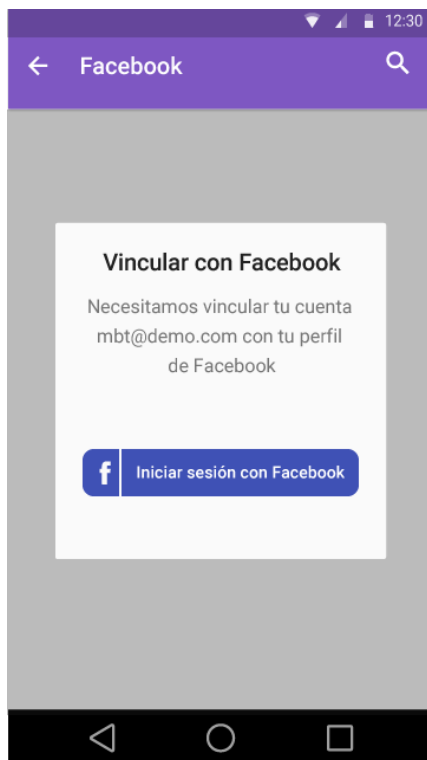 12:30
Facebook
Vincular con Facebook
Necesitamos vincular tu cuenta
mbt@demo.com con tu perfil
de Facebook
f Iniciar sesión con Facebook